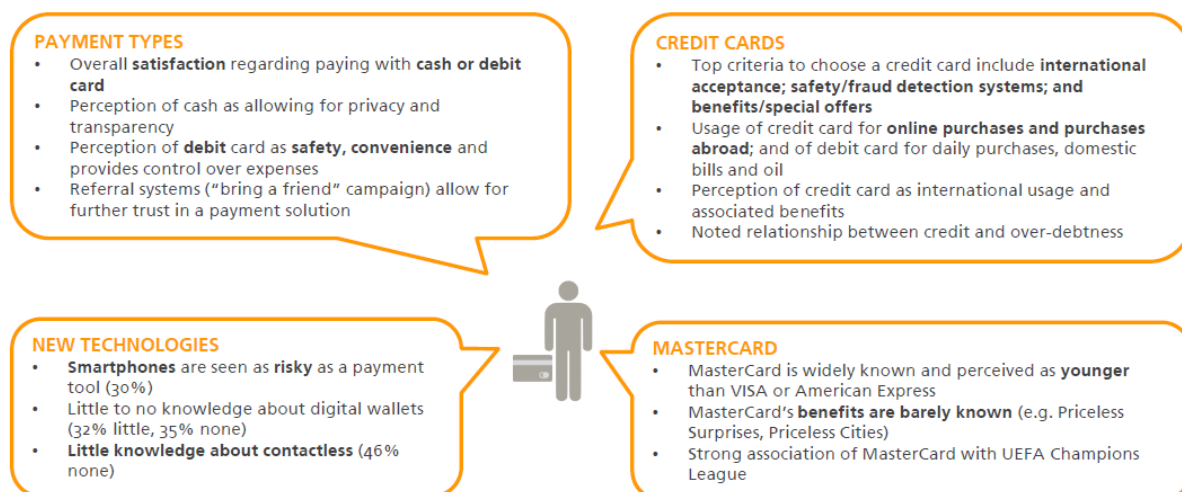 PAYMENT TYPES
• Overall satisfaction regarding paying with cash or debit
card
• Perception of cash as allowing for privacy and
transparency
• Perception of debit card as safety, convenience and
provides control over expenses
• Referral systems (“bring a friend” campaign) allow for
further trust in a payment solution
CREDIT CARDS
• Top criteria to choose a credit card include international
acceptance; safety/fraud detection systems; and
benefits/special offers
• Usage of credit card for online purchases and purchases
abroad; and of debit card for daily purchases, domestic
bills and oil
• Perception of credit card as international usage and
associated benefits
• Noted relationship between credit and over-debtness
NEW TECHNOLOGIES
• Smartphones are seen as risky as a payment
tool (30%)
• Little to no knowledge about digital wallets
(32% little, 35% none)
• Little knowledge about contactless (46%
none)
MASTERCARD
• MasterCard is widely known and perceived as younger
than VISA or American Express
• MasterCard’s benefits are barely known (e.g. Priceless
Surprises, Priceless Cities)
• Strong association of MasterCard with UEFA Champions
League